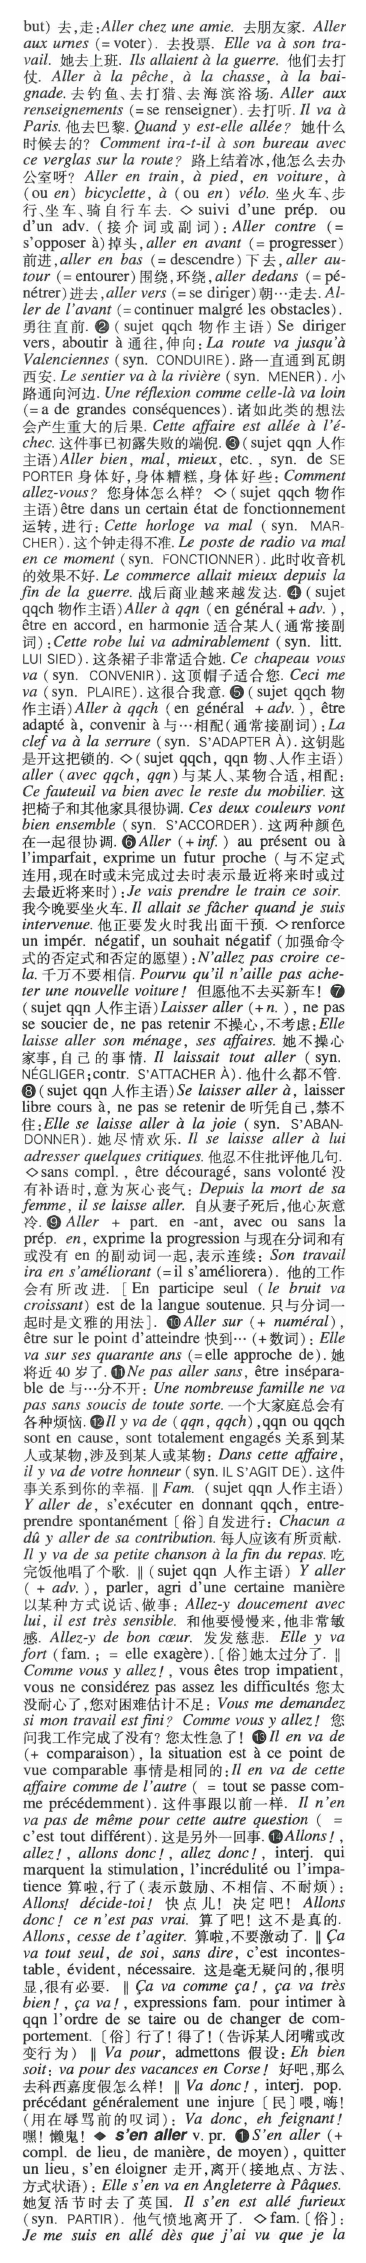 but) 去,走:Aller chez une amie. 去朋友家. Aller
aux urnes (= voter). 去投票. Elle va à son tra-
vail. 她去上班. Ils allaient à la guerre. 他们去打
仗. Aller à la pêche, à la chasse, à la bai-
gnade. 去钓鱼、去打猎、去海滨浴场. Aller aux
renseignements (= se renseigner). 去打听. Il va à
Paris. 他去巴黎. Quand y est-elle allée? 她什么
时候去的? Comment ira-t-il à son bureau avec
ce verglas sur la route? 路上结着冰,他怎么去办
公室呀? Aller en train, à pied, en voiture, à
(ou en) bicyclette, à (ou en) vélo. 坐火车、步
行、坐车、骑自行车去. ◇ suivi d'une prép. ou
d'un adv. (接介词或副词): Aller contre (=
s'opposer à) 掉头,aller en avant (= progresser)
前进,aller en bas (= descendre) 下去, aller au-
tour (= entourer) 围绕,环绕,aller dedans (= pé-
nétrer)进去,aller vers (= se diriger) 朝…走去. Al-
ler de l'avant (= continuer malgré les obstacles).
勇往直前. ❷ (sujet qqch 物作主语) Se diriger
vers, aboutir à 通往,伸向: La route va jusqu'à
Valenciennes (syn. CONDUIRE). 路一直通到瓦朗
西安. Le sentier va à la rivière (syn. MENER). 小
路通向河边. Une réflexion comme celle-là va loin
(= a de grandes conséquences). 诸如此类的想法
会产生重大的后果. Cette affaire est allée à l'é-
chec. 这件事已初露失败的端倪. ❸ (sujet qqn 人作
主语) Aller bien, mal, mieux, etc. , syn. de SE
PORTER 身体好,身体糟糕,身体好些: Comment
allez-vous? 您身体怎么样? ◇ (sujet qqch 物作
主语) être dans un certain état de fonctionnement
运转,进行: Cette horloge va mal (syn. MAR-
CHER). 这个钟走得不准. Le poste de radio va mal
en ce moment (syn. FONCTIONNER). 此时收音机
的效果不好. Le commerce allait mieux depuis la
fin de la guerre. 战后商业越来越发达. ❹ (sujet
qqch 物作主语) Aller à qqn (en général + adv. ),
être en accord, en harmonie 适合某人(通常接副
词): Cette robe lui va admirablement (syn. litt.
LUI SIED). 这条裙子非常适合她. Ce chapeau vous
va (syn. CONVENIR). 这顶帽子适合您. Ceci me
va (syn. PLAIRE). 这很合我意. ❺ (sujet qqch 物
作主语) Aller à qqch (en général + adv. ), être
adapté à, convenir à 与…相配(通常接副词): La
clef va à la serrure (syn. S'ADAPTER À). 这钥匙
是开这把锁的. ◇ (sujet qqch, qqn 物、人作主语)
aller (avec qqch, qqn) 与某人、某物合适,相配:
Ce fauteuil va bien avec le reste du mobilier. 这
把椅子和其他家具很协调. Ces deux couleurs vont
bien ensemble (syn. S'ACCORDER). 这两种颜色
在一起很协调. ❻ Aller (+ inf. ) au présent ou à
l'imparfait, exprime un futur proche (与不定式
连用,现在时或未完成过去时表示最近将来时或过
去最近将来时): Je vais prendre le train ce soir.
我今晚要坐火车. Il allait se fâcher quand je suis
intervenue. 他正要发火时我出面干预. ◇ renforce
un impér. négatif, un souhait négatif (加强命令
式的否定式和否定的愿望): N'allez pas croire ce-
la. 千万不要相信. Pourvu qu'il n'aille pas ache-
ter une nouvelle voiture! 但愿他不去买新车! ❼
(sujet qqn 人作主语) Laisser aller (+ n. ), ne pas
se soucier de, ne pas retenir 不操心,不考虑: Elle
laisse aller son ménage, ses affaires. 她不操心
家事,自己的事情. Il laissait tout aller (syn.
NÉGLIGER;contr. S'ATTACHER À). 他什么都不管.
❽ (sujet qqn 人作主语) Se laisser aller à, laisser
libre cours à, ne pas se retenir de 听凭自己,禁不
住: Elle se laisse aller à la joie (syn. S'ABAN-
DONNER). 她尽情欢乐. Il se laisse aller à lui
adresser quelques critiques. 他忍不住批评他几句.
◇ sans compl. , être découragé, sans volonté 没
有补语时,意为灰心丧气: Depuis la mort de sa
femme, il se laisse aller. 自从妻子死后,他心灰意
冷. ❾ Aller + part. en -ant, avec ou sans la
prép. en, exprime la progression 与现在分词和有
或没有 en 的副动词一起,表示连续: Son travail
ira en s'améliorant (= il s'améliorera). 他的工作
会有所改进. [En participe seul (le bruit va
croissant) est de la langue soutenue. 只与分词一
起时是文雅的用法]. ❿ Aller sur (+ numéral),
être sur le point d'atteindre 快到… (+数词): Elle
va sur ses quarante ans (= elle approche de). 她
将近 40 岁了. ⓫ Ne pas aller sans, être insépara-
ble de 与…分不开: Une nombreuse famille ne va
pas sans soucis de toute sorte. 一个大家庭总会有
各种烦恼. ⓬ Il y va de (qqn, qqch) ,qqn ou qqch
sont en cause, sont totalement engagés 关系到某
人或某物,涉及到某人或某物: Dans cette affaire,
il y va de votre honneur (syn. IL S'AGIT DE). 这件
事关系到你的幸福. ‖ Fam. (sujet qqn 人作主语)
Y aller de, s'exécuter en donnant qqch, entre-
prendre spontanément [俗]自发进行: Chacun a
dû y aller de sa contribution. 每人应该有所贡献.
Il y va de sa petite chanson à la fin du repas. 吃
完饭他唱了个歌. ‖ (sujet qqn 人作主语) Y aller
( + adv. ), parler, agri d'une certaine manière
以某种方式说话、做事: Allez-y doucement avec
lui, il est très sensible. 和他要慢慢来,他非常敏
感. Allez-y de bon cœur. 发发慈悲. Elle y va
fort (fam. ; = elle exagère). [俗]她太过分了. ‖
Comme vous y allez! , vous êtes trop impatient,
vous ne considérez pas assez les difficultés 您太
没耐心了,您对困难估计不足: Vous me demandez
si mon travail est fini? Comme vous y allez! 您
问我工作完成了没有? 您太性急了! ⓭ Il en va de
(+ comparaison), la situation est à ce point de
vue comparable 事情是相同的: Il en va de cette
affaire comme de l'autre ( = tout se passe com-
me précédemment). 这件事跟以前一样. Il n'en
va pas de même pour cette autre question ( =
c'est tout différent). 这是另外一回事. ⓮ Allons! ,
allez! , allons donc! , allez donc! , interj. qui
marquent la stimulation, l'incrédulité ou l'impa-
tience 算啦,行了(表示鼓励、不相信、不耐烦):
Allons! décide-toi! 快点儿! 决定吧! Allons
donc! ce n'est pas vrai. 算了吧! 这不是真的.
Allons, cesse de t'agiter. 算啦,不要激动了. ‖ Ça
va tout seul, de soi, sans dire, c'est incontes-
table, évident, nécessaire. 这是毫无疑问的,很明
显,很有必要. ‖ Ça va comme ça! , ça va très
bien! , ça va! , expressions fam. pour intimer à
qqn l'ordre de se taire ou de changer de com-
portement. [俗] 行了! 得了! (告诉某人闭嘴或改
变行为) ‖ Va pour, admettons 假设: Eh bien
soit: va pour des vacances en Corse! 好吧,那么
去科西嘉度假怎么样! ‖ Va donc! , interj. pop.
précédant généralement une injure [民]喂,嗨!
(用在辱骂前的叹词): Va donc, eh feignant!
嘿! 懒鬼! ◆ s'en aller v. pr. ❶ S'en aller (+
compl. de lieu, de manière, de moyen), quitter
un lieu, s'en éloigner 走开,离开(接地点、方法、
方式状语): Elle s'en va en Angleterre à Pâques.
她复活节时去了英国. Il s'en est allé furieux
(syn. PARTIR). 他气愤地离开了. ◇ fam. [俗]:
Je me suis en allé dès que j'ai vu que je la